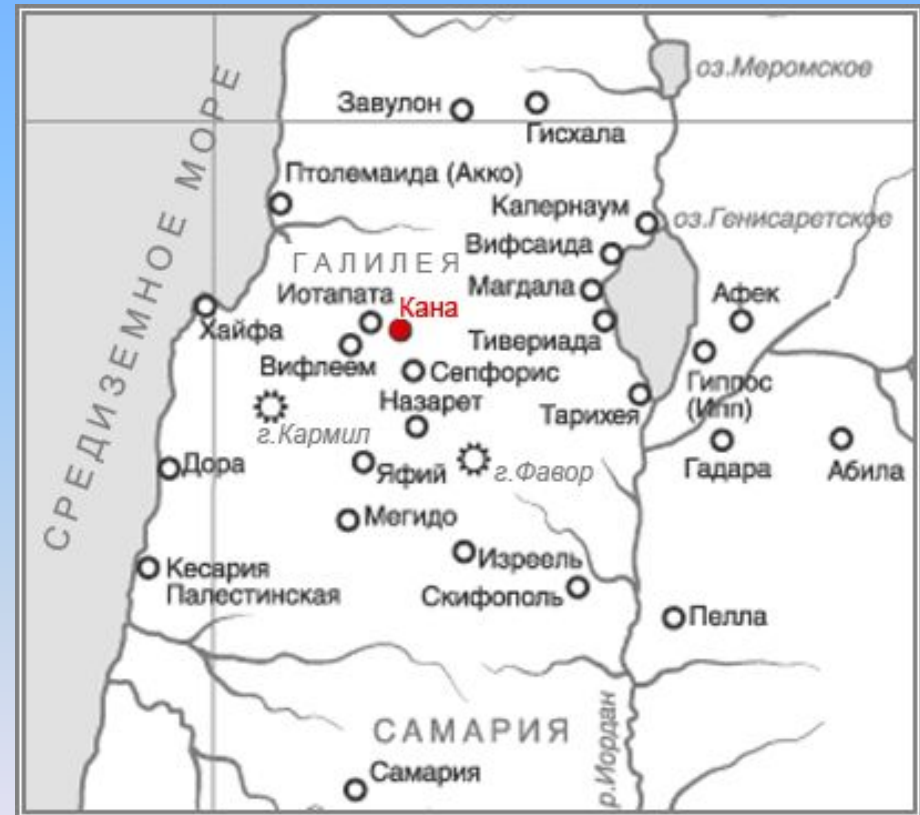 оз.Меромское
Завулон
Гисхала
СРЕДИЗЕМНОЕ МОРЕ
Птолемаида (Акко)
Капернаум
оз.Генисаретское
Вифсаида
ГАЛИЛЕЯ
Магдала
Афек
Иотапата
Кана
Хайфа
Тивериада
Вифлеем
Сепфорис
Гиппос
(Ипп)
Назарет
Тарихея
г.Кармил
Дора
Яфий
г.Фавор
Гадара
Абила
Мегидо
Изреель
Кесария
Палестинская
Скифополь
Пелла
р.Иордан
САМАРИЯ
Самария